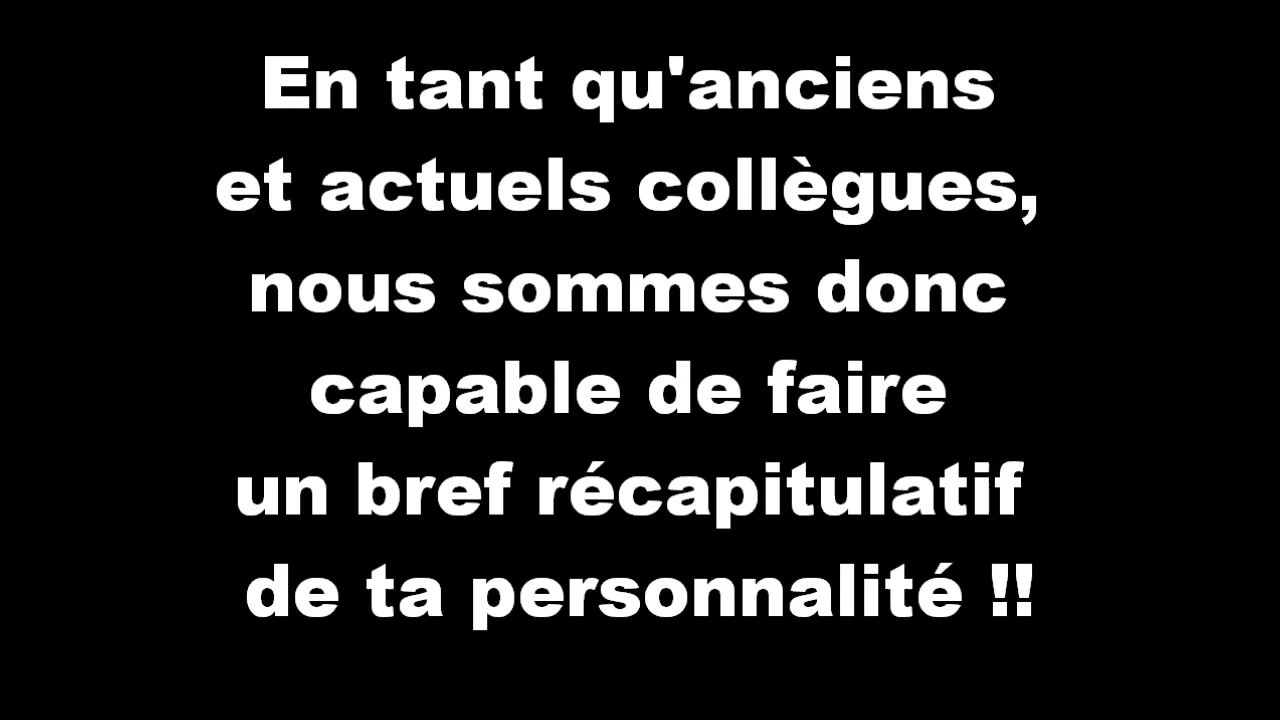 En tant qu'anciens
et actuels collègues,
nous sommes donc
capable de faire
un bref récapitulatif
de ta personnalité !!